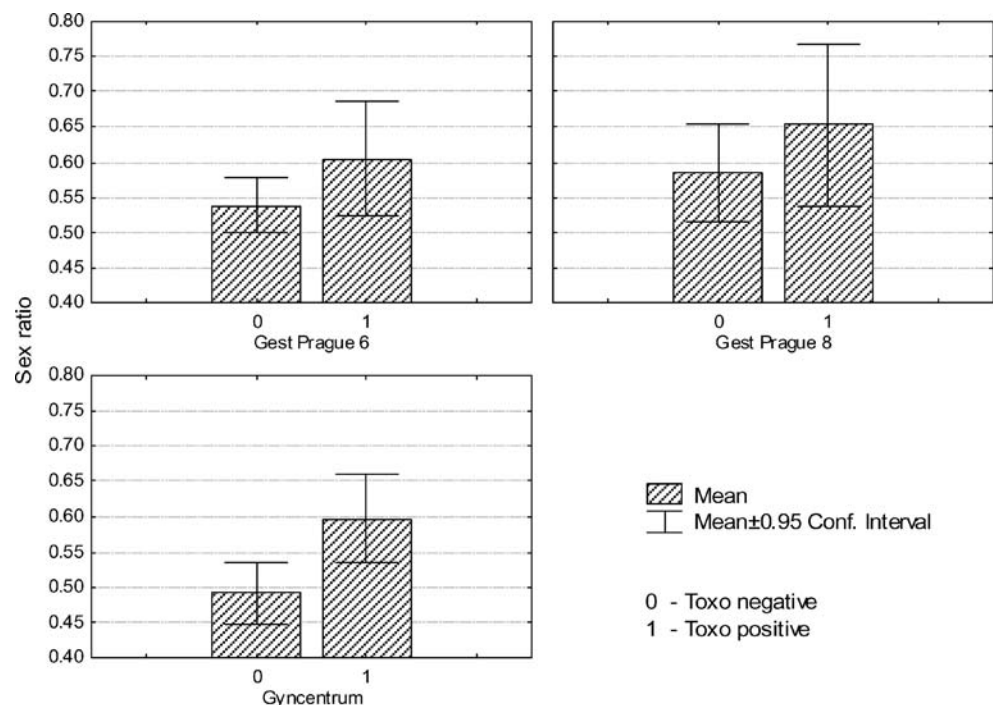 Sex ratio
0.80
0.75
0.70
0.65
0.60
0.55
0.50
0.45
0.40
0 1
Gest Prague 6
0 1
Gest Prague 8
0.80
0.75
0.70
0.65
0.60
0.55
0.50
0.45
0.40
0 1
Gyncentrum
Mean
Mean±0.95 Conf. Interval
0 - Toxo negative
1 - Toxo positive